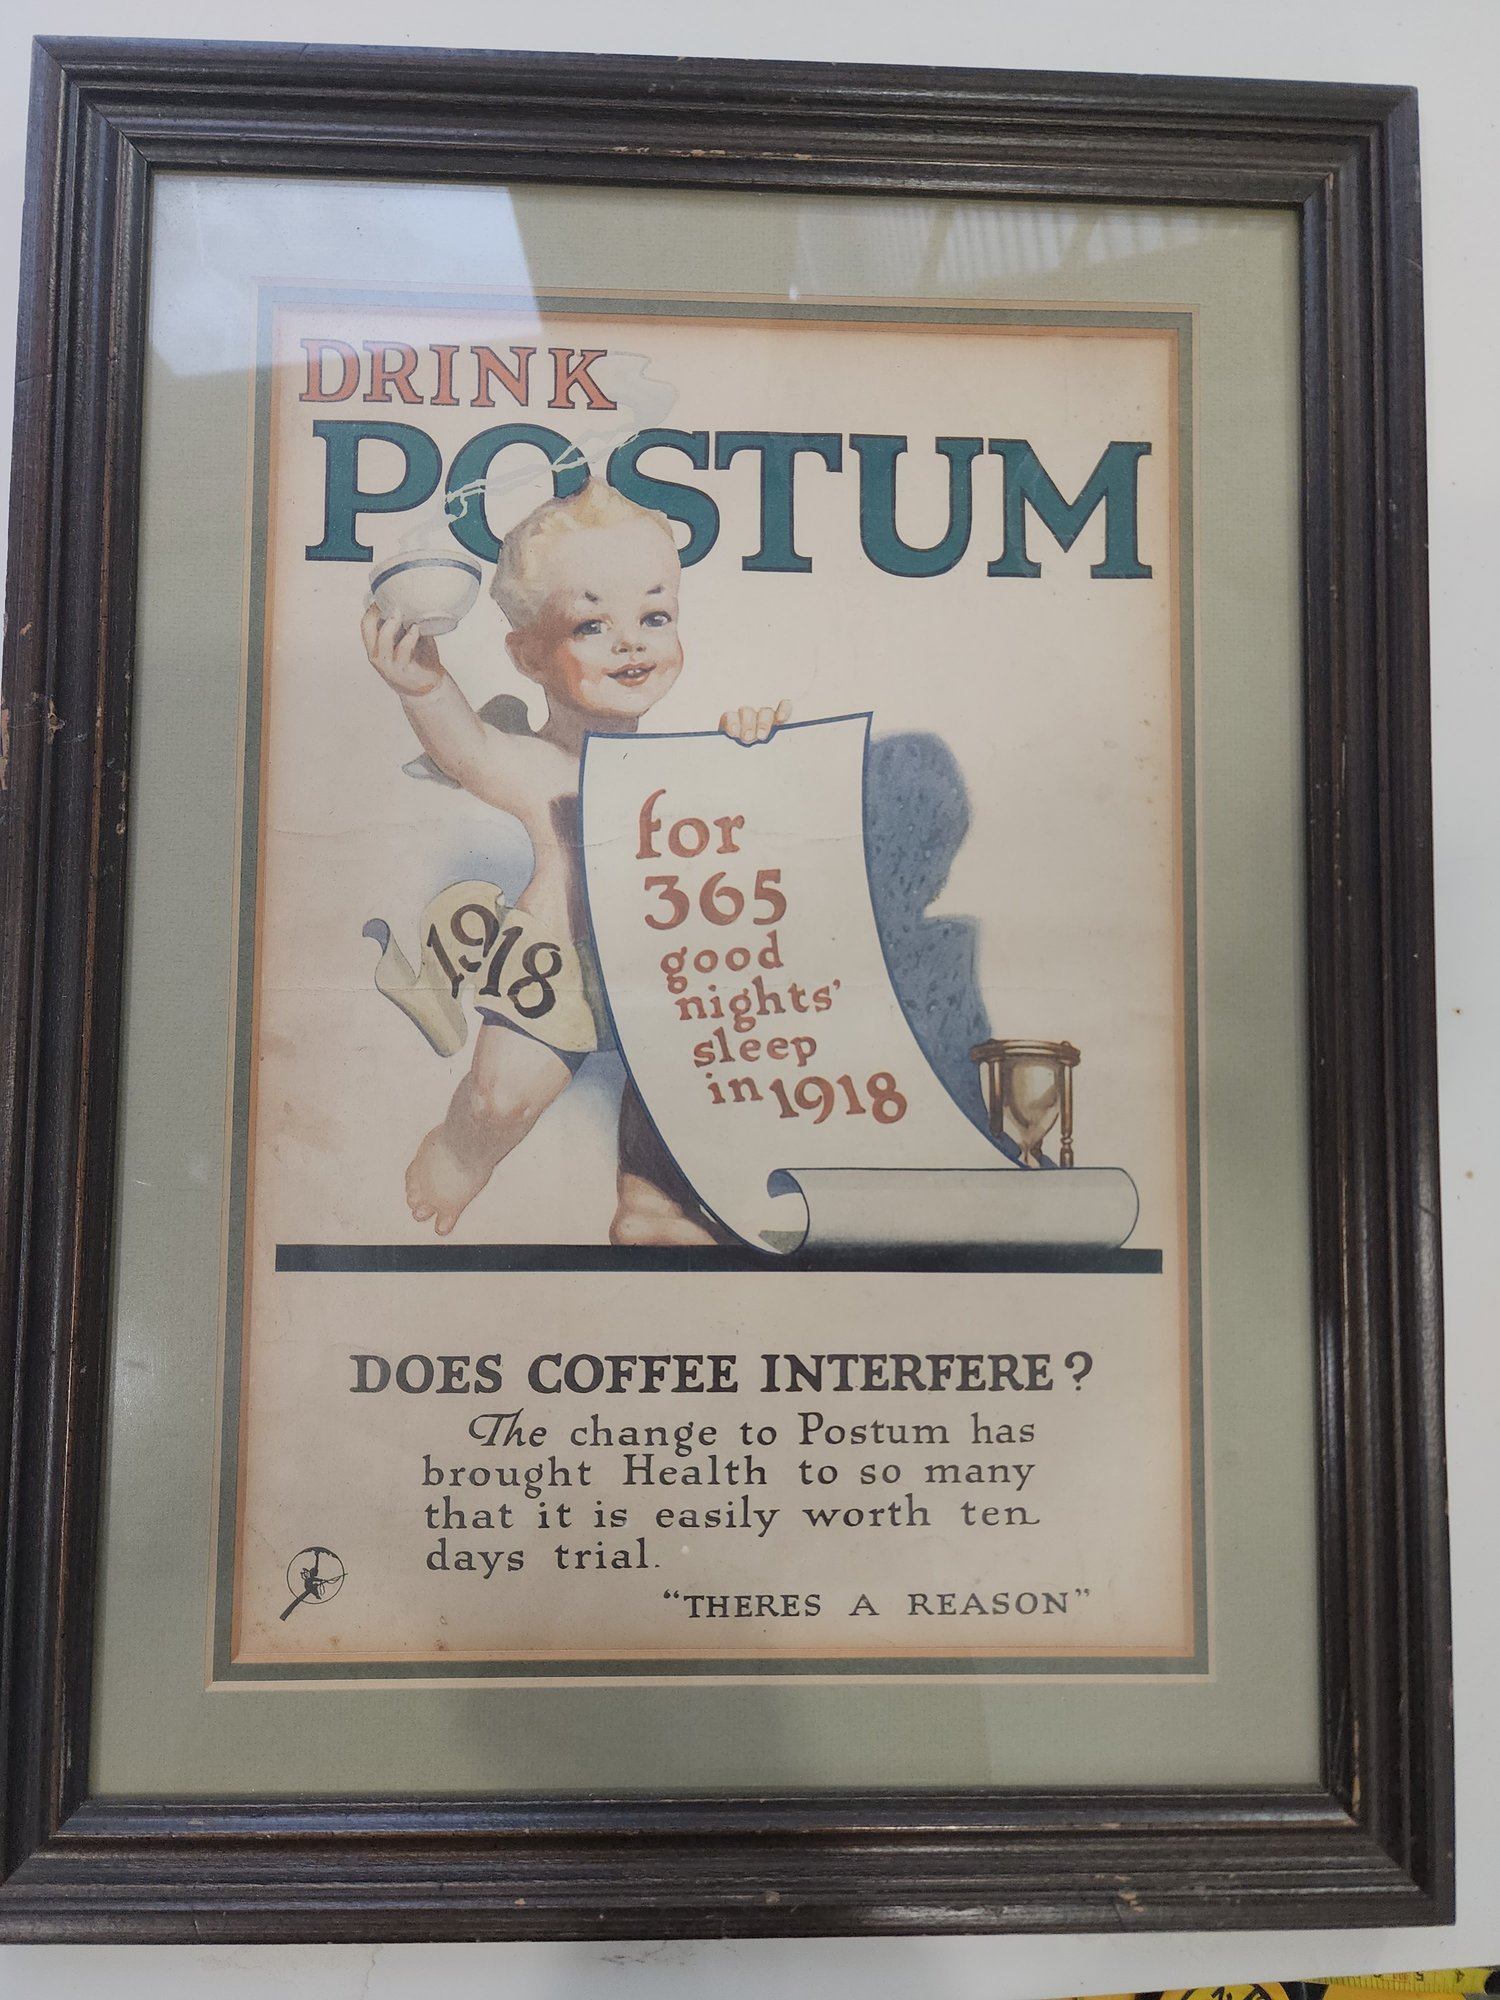 DRINK
POSTUM
1918
for
365
good
nights'
sleep
in 1918
DOES COFFEE INTERFERE?
The change to Postum has
brought Health to so many
that it is easily worth ten
days trial.
"THERES A REASON"